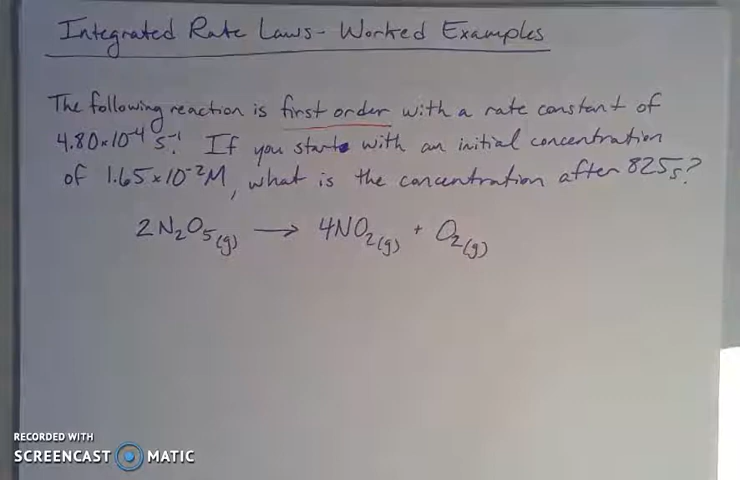 Integrated Rate Laws- Worked Examples
The following reaction is first order with a rate constant of
4.80×10⁻⁴ s⁻¹. If you start with an initial concentration
of 1.65×10⁻² M, what is the concentration after 825s?
2N₂O₅(g) → 4NO₂(g) + O₂(g)
RECORDED WITH
SCREENCAST MATIC